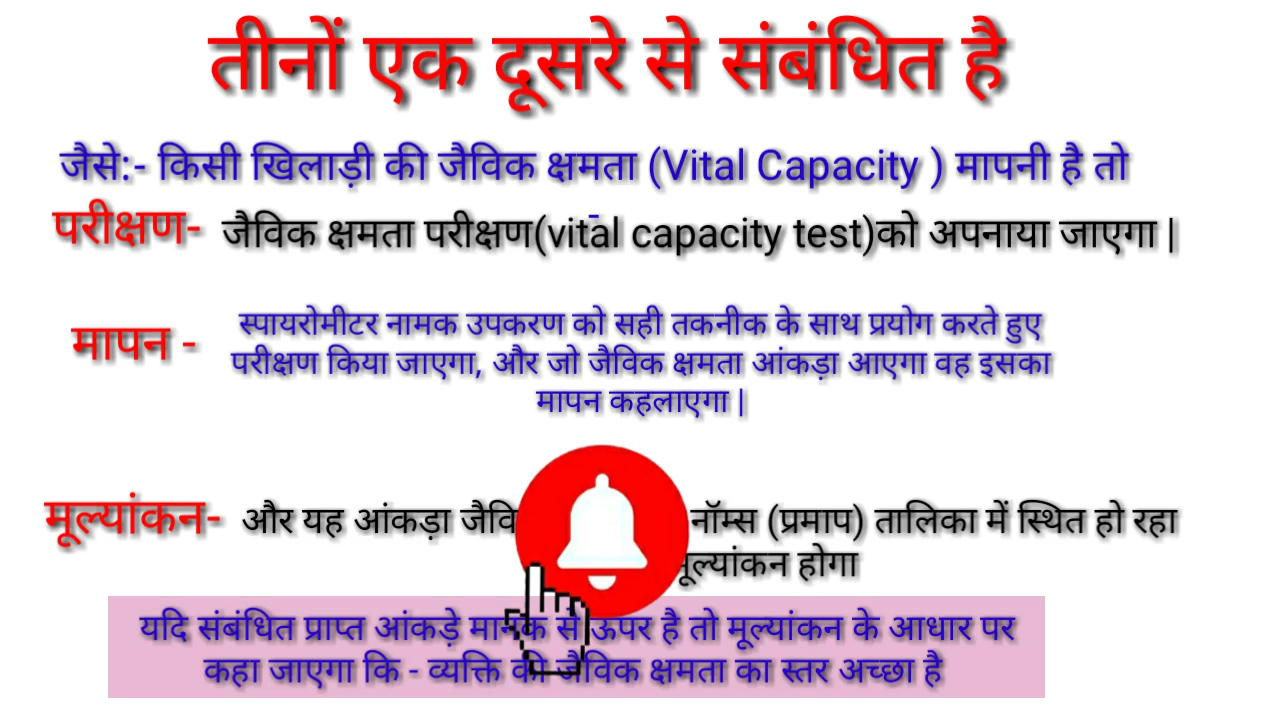 तीनों एक दूसरे से संबंधित है
जैसे:- किसी खिलाड़ी की जैविक क्षमता (Vital Capacity ) मापनी है तो
-
परीक्षण- जैविक क्षमता परीक्षण(vital capacity test)को अपनाया जाएगा |
मापन -
स्पायरोमीटर नामक उपकरण को सही तकनीक के साथ प्रयोग करते हुए
परीक्षण किया जाएगा, और जो जैविक क्षमता आंकड़ा आएगा वह इसका
मापन कहलाएगा |
मूल्यांकन- और यह आंकड़ा नॉम्स (प्रमाप) तालिका में स्थित हो रहा
मूल्यांकन होगा
यदि संबंधित प्राप्त आंकड़े मानक से ऊपर है तो मूल्यांकन के आधार पर
कहा जाएगा कि - व्यक्ति की जैविक क्षमता का स्तर अच्छा है